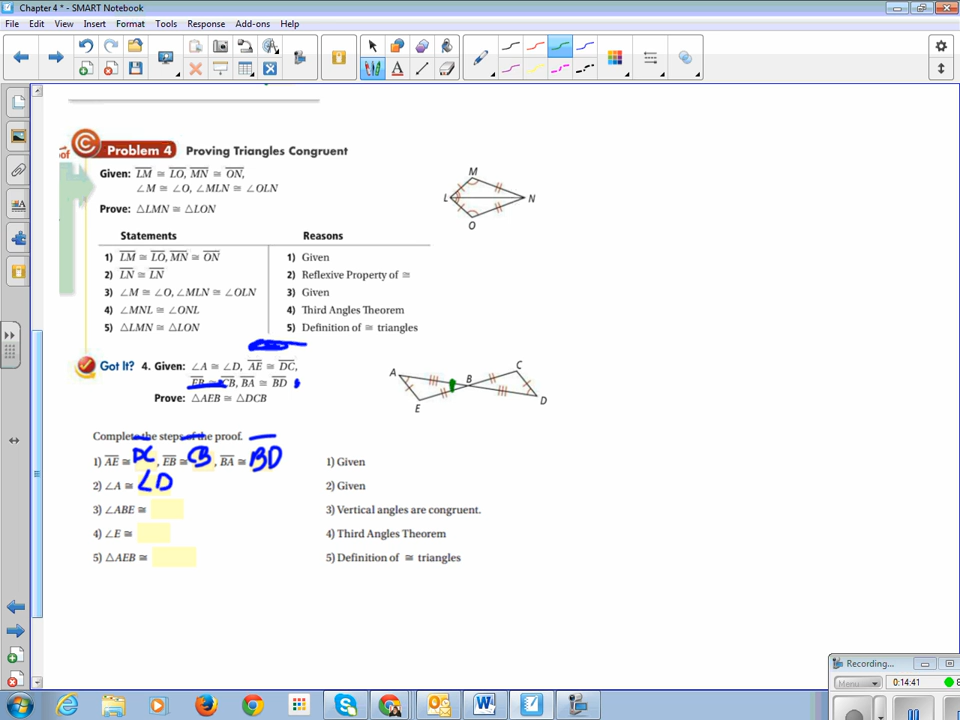 Chapter 4 * - SMART Notebook
File Edit View Insert Format Tools Response Add-ons Help
Problem 4 Proving Triangles Congruent
Given: LM ≅ LO, MN ≅ ON,
∠M ≅ ∠O, ∠MLN ≅ ∠OLN
Prove: △LMN ≅ △LON
M
L
N
O
Statements Reasons
1) LM ≅ LO, MN ≅ ON 1) Given
2) LN ≅ LN 2) Reflexive Property of ≅
3) ∠M ≅ ∠O, ∠MLN ≅ ∠OLN 3) Given
4) ∠MNL ≅ ∠ONL 4) Third Angles Theorem
5) △LMN ≅ △LON 5) Definition of ≅ triangles
Got It? 4. Given: ∠A ≅ ∠D, AE ≅ DC,
EB ≅ CB, BA ≅ BD
Prove: △AEB ≅ △DCB
A
B
C
D
E
Complete the steps of the proof.
1) AE ≅ DC, EB ≅ CB, BA ≅ BD 1) Given
2) ∠A ≅ ∠D 2) Given
3) ∠ABE ≅ 3) Vertical angles are congruent.
4) ∠E ≅ 4) Third Angles Theorem
5) △AEB ≅ 5) Definition of ≅ triangles
Recording...
Menu 0:14:41